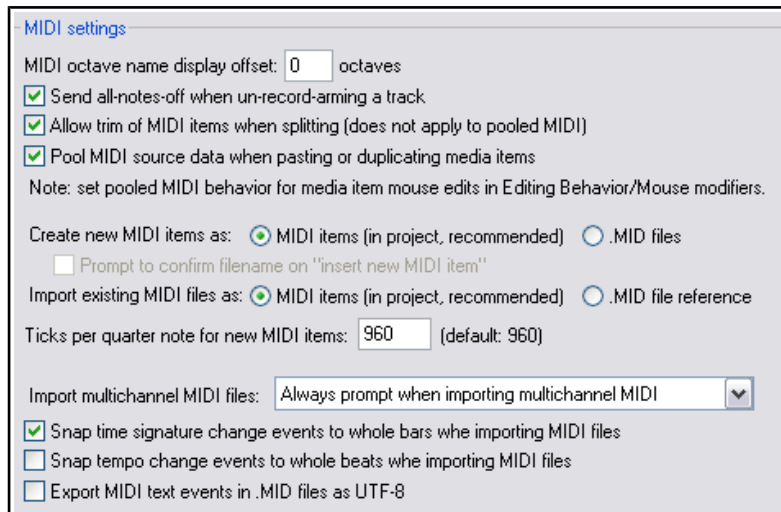 MIDI settings
MIDI octave name display offset: 0 octaves
Send all-notes-off when un-record-arming a track
Allow trim of MIDI items when splitting (does not apply to pooled MIDI)
Pool MIDI source data when pasting or duplicating media items
Note: set pooled MIDI behavior for media item mouse edits in Editing Behavior/Mouse modifiers.
Create new MIDI items as: MIDI items (in project, recommended) .MID files
Prompt to confirm filename on "insert new MIDI item"
Import existing MIDI files as: MIDI items (in project, recommended) .MID file reference
Ticks per quarter note for new MIDI items: 960 (default: 960)
Import multichannel MIDI files: Always prompt when importing multichannel MIDI
Snap time signature change events to whole bars whe importing MIDI files
Snap tempo change events to whole beats whe importing MIDI files
Export MIDI text events in .MID files as UTF-8